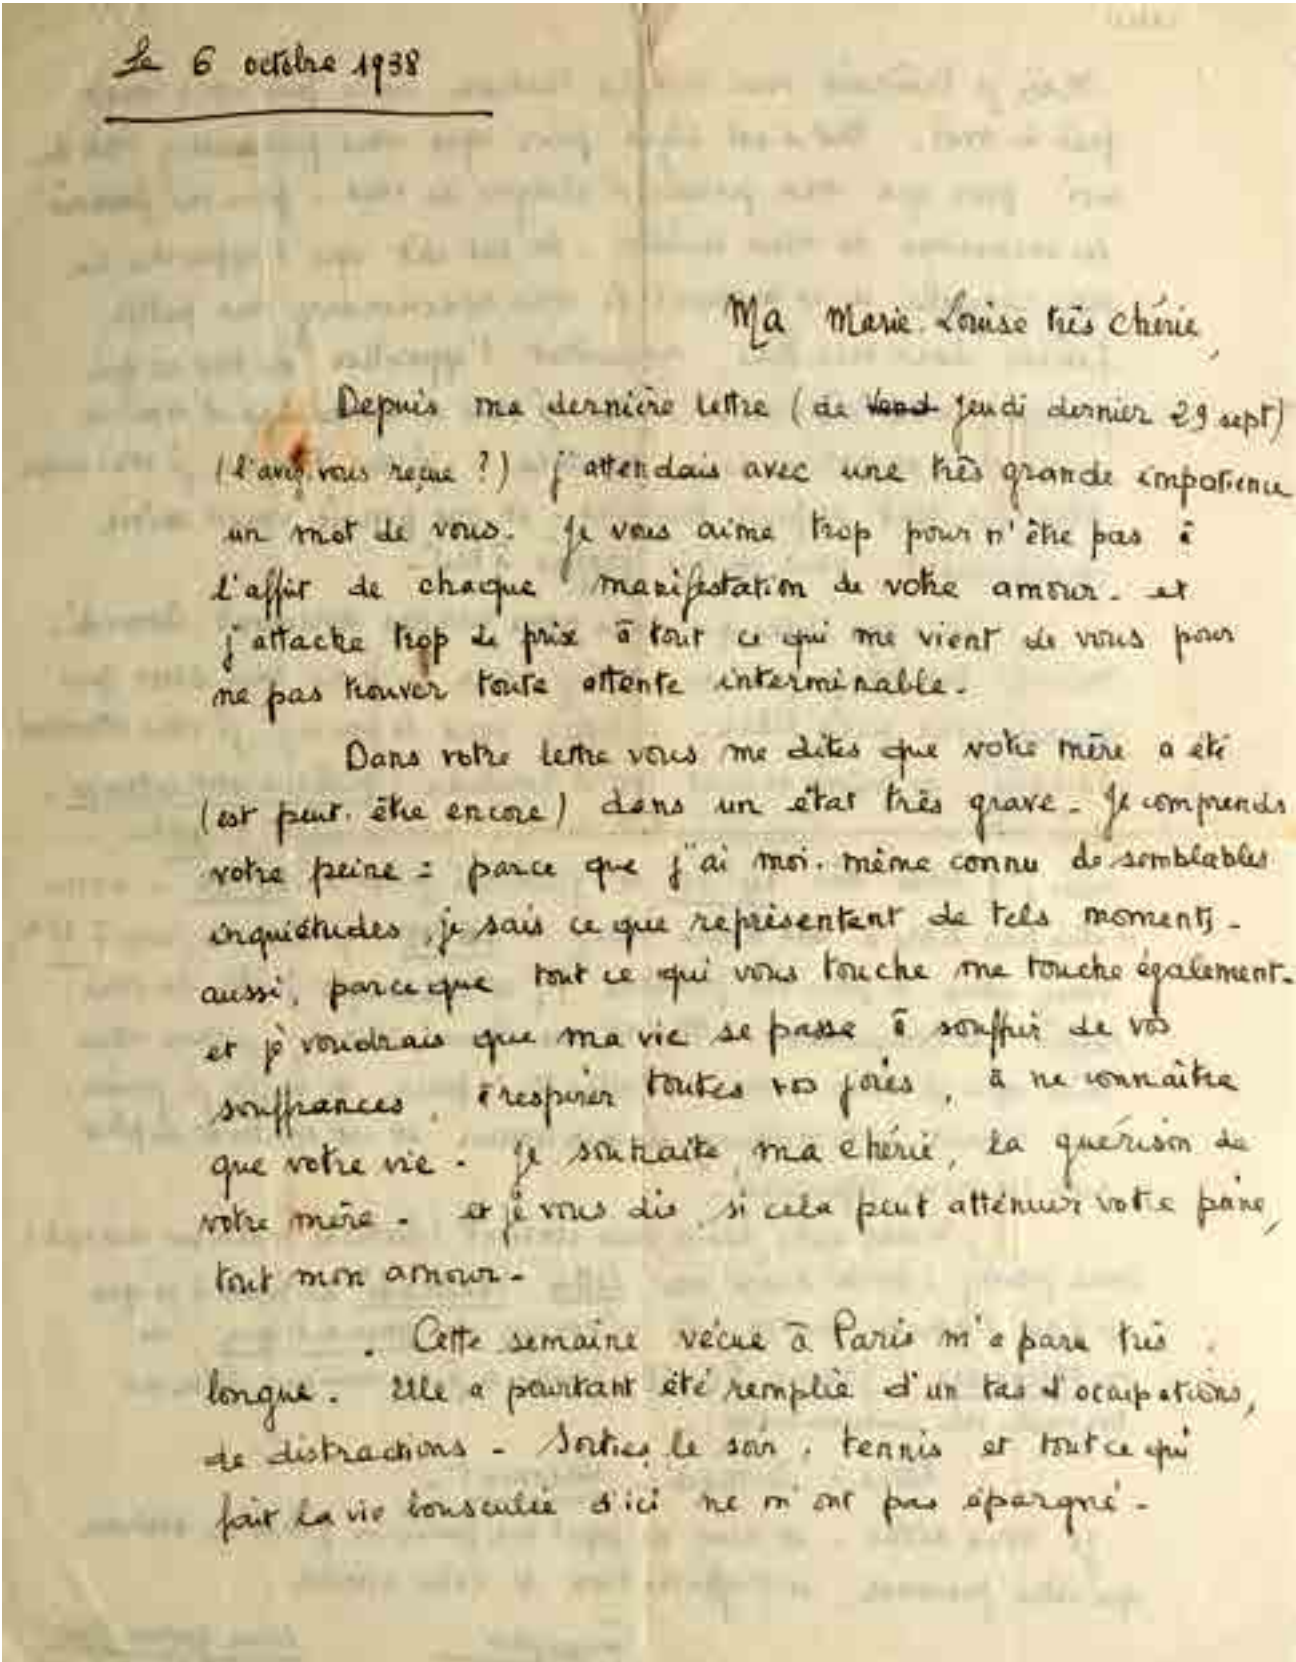 Le 6 octobre 1938
Ma Marie-Louise très chérie,
Depuis ma dernière lettre (de Vend jeudi dernier 29 sept)
(l'avez-vous reçue ?) j'attendais avec une très grande impatience
un mot de vous. Je vous aime trop pour n'être pas à
l'affût de chaque manifestation de votre amour. et
j'attache trop de prix à tout ce qui me vient de vous pour
ne pas trouver toute attente interminable.
Dans votre lettre vous me dites que votre mère a été
(est peut-être encore) dans un état très grave. Je comprends
votre peine : parce que j'ai moi-même connu de semblables
inquiétudes, je sais ce que représentent de tels moments.
aussi, parce que tout ce qui vous touche me touche également.
et je voudrais que ma vie se passe à souffrir de vos
souffrances, à respirer toutes vos joies, à ne connaître
que votre vie. Je souhaite, ma chérie, la guérison de
votre mère. et je vous dis, si cela peut atténuer votre peine,
tout mon amour.
Cette semaine vécue à Paris m'a paru très
longue. Elle a pourtant été remplie d'un tas d'occupations,
de distractions. Sorties le soir, tennis et tout ce qui
fait la vie bousculée d'ici ne m'ont pas épargné.